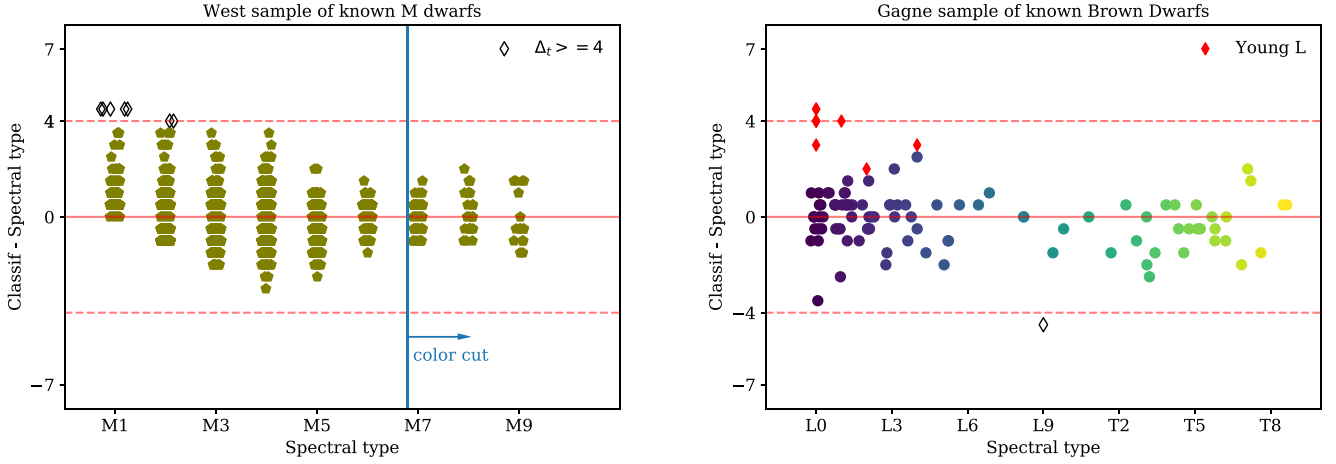 West sample of known M dwarfs
Δt >= 4
7
4
0
−7
Classif - Spectral type
color cut
M1 M3 M5 M7 M9
Spectral type
Gagne sample of known Brown Dwarfs
Young L
7
4
0
−4
−7
Classif - Spectral type
L0 L3 L6 L9 T2 T5 T8
Spectral type